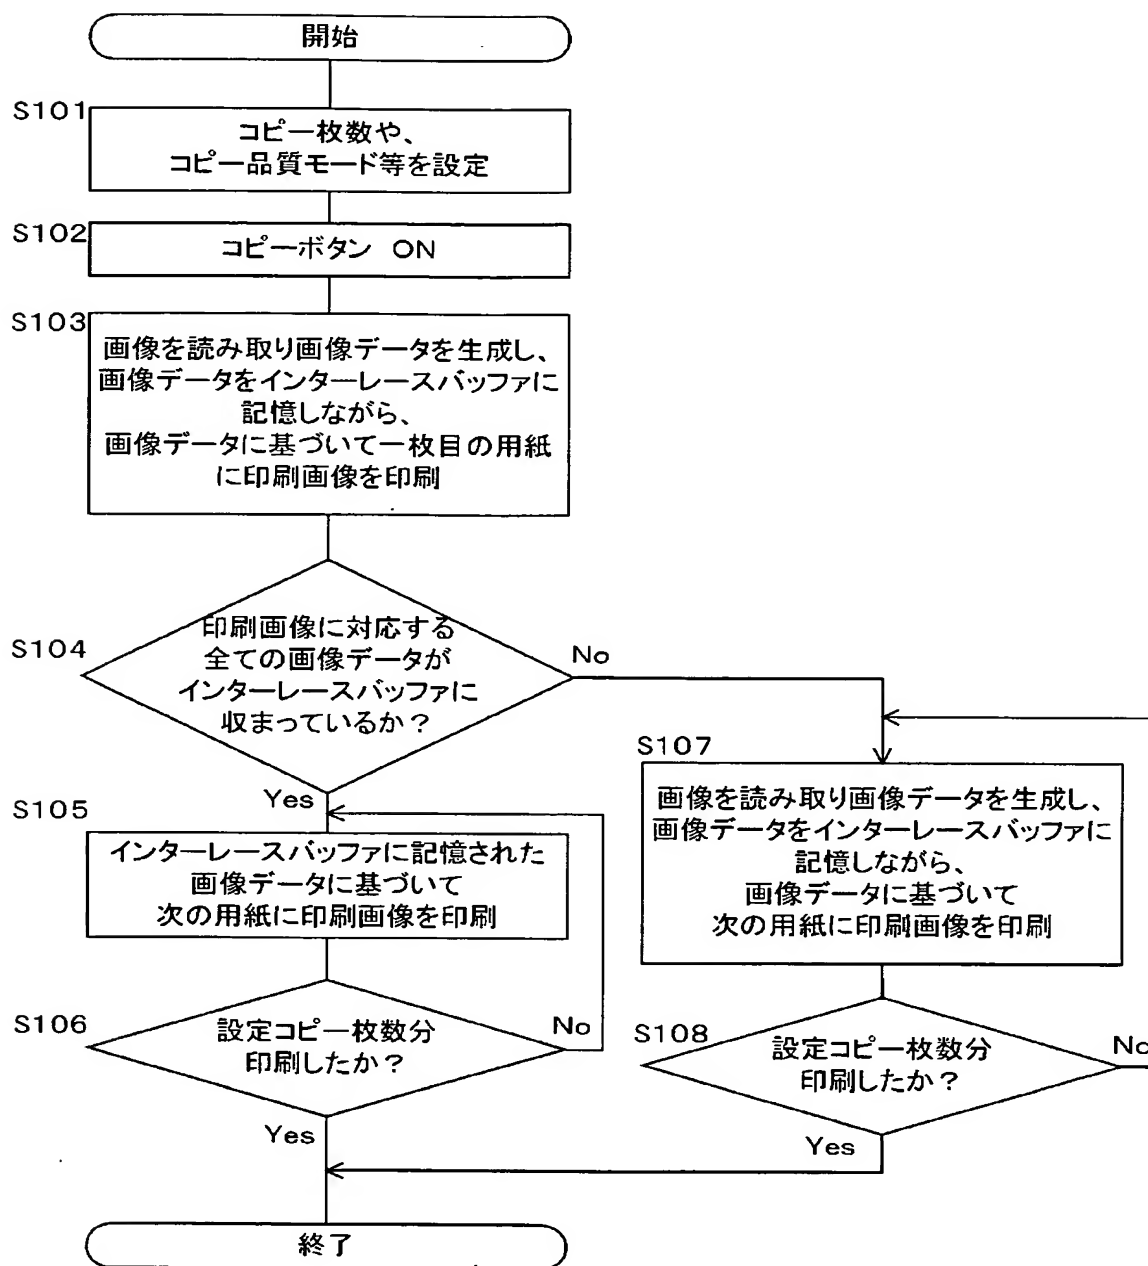 開始
S101
コピー枚数や、
コピー品質モード等を設定
S102
コピーボタン ON
S103
画像を読み取り画像データを生成し、
画像データをインターレースバッファに
記憶しながら、
画像データに基づいて一枚目の用紙
に印刷画像を印刷
S104
印刷画像に対応する
全ての画像データが
インターレースバッファに
収まっているか？
No
Yes
S105
インターレースバッファに記憶された
画像データに基づいて
次の用紙に印刷画像を印刷
S106
設定コピー枚数分
印刷したか？
No
Yes
S107
画像を読み取り画像データを生成し、
画像データをインターレースバッファに
記憶しながら、
画像データに基づいて
次の用紙に印刷画像を印刷
S108
設定コピー枚数分
印刷したか？
No
Yes
終了